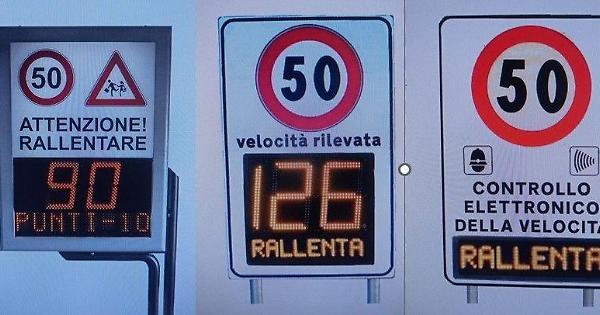 50
ATTENZIONE!
RALLENTARE
90
PUNTI-10
50
velocità rilevata
126
RALLENTA
50
CONTROLLO
ELETTRONICO
DELLA VELOCITÀ
RALLENTA